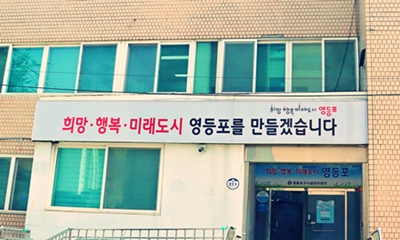 희망 행복 미래도시 영등포
희망·행복·미래도시 영등포를 만들겠습니다
희망·행복·미래도시 영등포